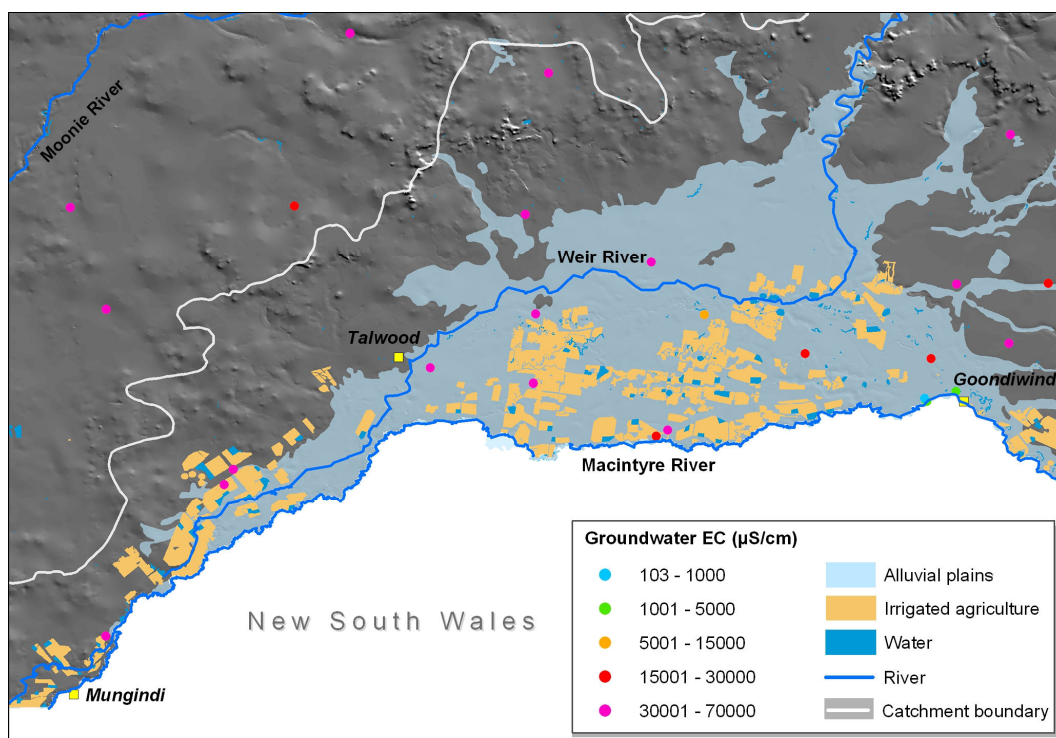 Moonie River
Weir River
Talwood
Goondiwind
Macintyre River
New South Wales
Mungindi
Groundwater EC (µS/cm)
103 - 1000
1001 - 5000
5001 - 15000
15001 - 30000
30001 - 70000
Alluvial plains
Irrigated agriculture
Water
River
Catchment boundary